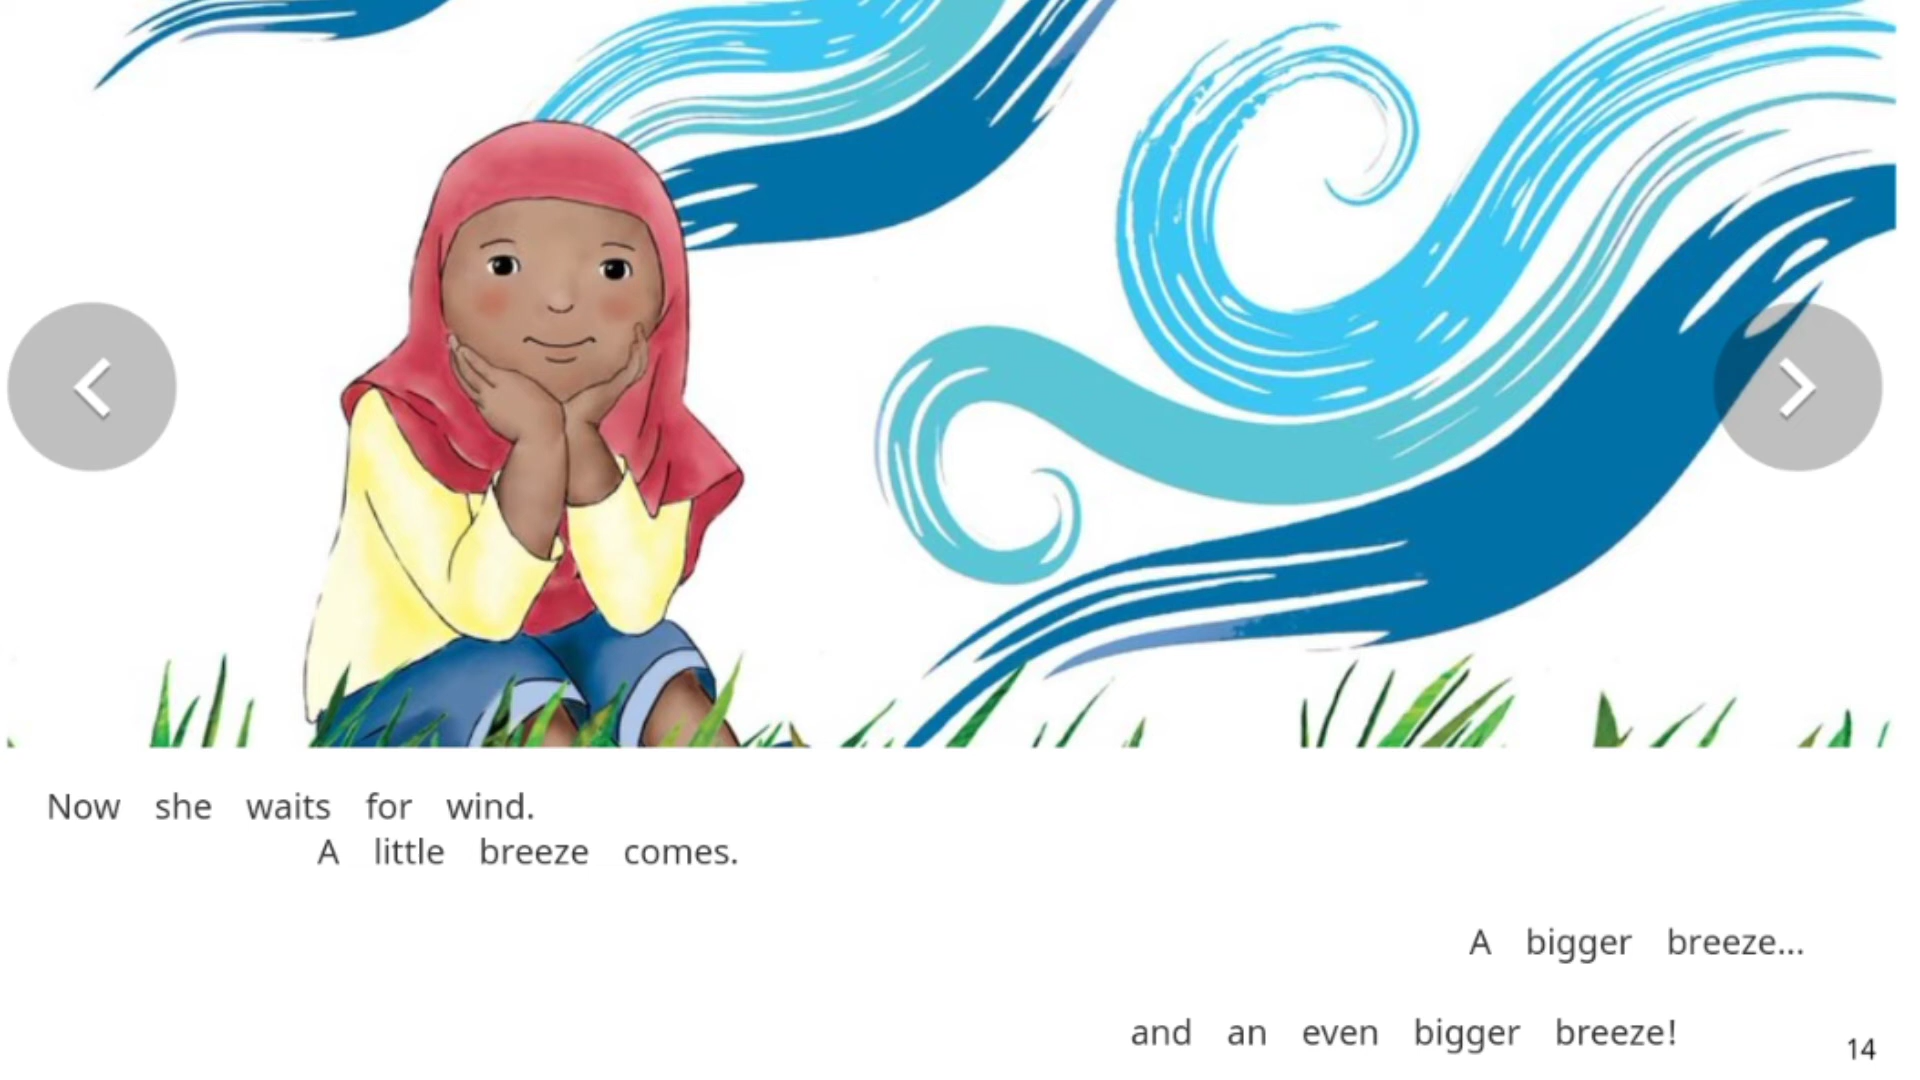 Now she waits for wind.
A little breeze comes.
A bigger breeze...
and an even bigger breeze!
14